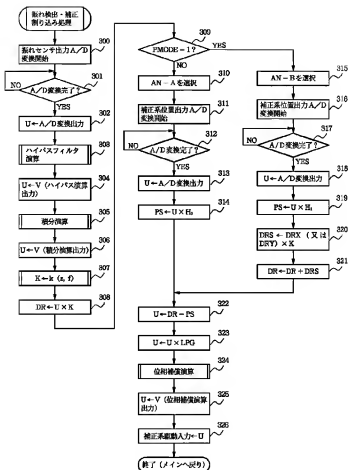 振れ検出・補正
割り込み処理
300
振れセンサ出力A/D
変換開始
301
NO
A/D変換完了?
YES
302
U←A/D変換出力
303
ハイパスフィルタ
演算
304
U←V(ハイパス演算
出力)
305
積分演算
306
U←V(積分演算出力)
307
K←k(z, f)
308
DR←U×K
309
PMODE=1?
YES
NO
310
AN-Aを選択
311
補正系位置出力A/D
変換開始
312
NO
A/D変換完了?
YES
313
U←A/D変換出力
314
PS←U×H₀
315
AN-Bを選択
316
補正系位置出力A/D
変換開始
317
NO
A/D変換完了?
YES
318
U←A/D変換出力
319
PS←U×H₁
320
DRS←DRX(又は
DRY)×K
321
DR←DR+DRS
322
U←DR-PS
323
U←U×LPG
324
位相補償演算
325
U←V(位相補償演算
出力)
326
補正系駆動入力←U
終了(メインへ戻り)